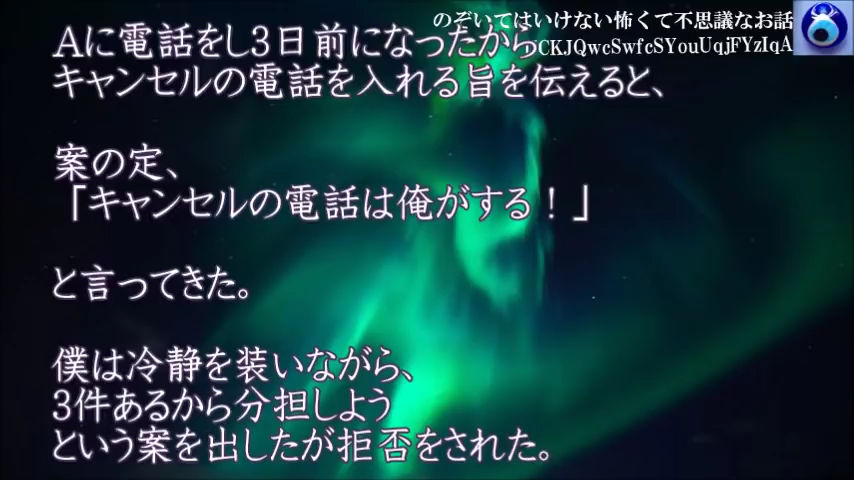 のぞいてはいけない怖くて不思議なお話
CKJQwcSwfcSYouUqjFYzIqA
Aに電話をし3日前になったから
キャンセルの電話を入れる旨を伝えると、
案の定、
「キャンセルの電話は俺がする！」
と言ってきた。
僕は冷静を装いながら、
3件あるから分担しよう
という案を出したが拒否をされた。